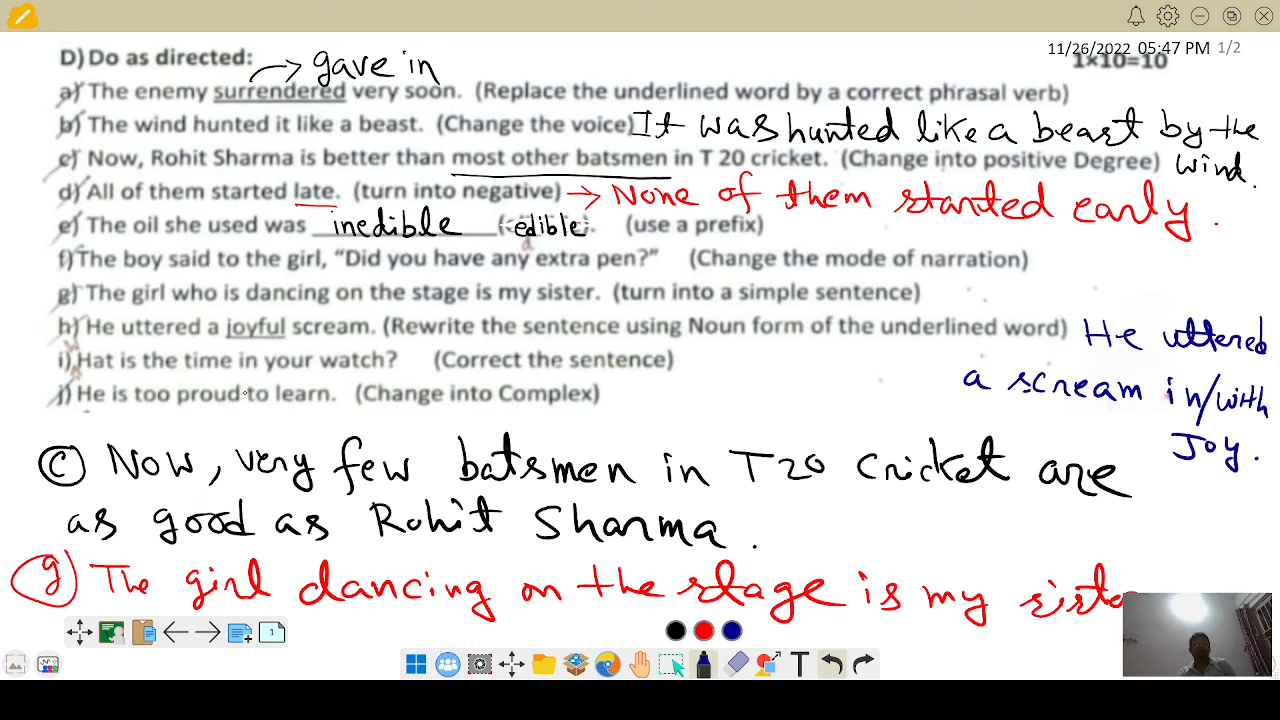 11/26/2022 05:47 PM 1/2
D) Do as directed: 1×10=10
gave in
a) The enemy surrendered very soon. (Replace the underlined word by a correct phrasal verb)
b) The wind hunted it like a beast. (Change the voice) It was hunted like a beast by the
wind.
c) Now, Rohit Sharma is better than most other batsmen in T 20 cricket. (Change into positive Degree)
d) All of them started late. (turn into negative) → None of them started early.
e) The oil she used was inedible (edible). (use a prefix)
f) The boy said to the girl, “Did you have any extra pen?” (Change the mode of narration)
g) The girl who is dancing on the stage is my sister. (turn into a simple sentence)
h) He uttered a joyful scream. (Rewrite the sentence using Noun form of the underlined word) He uttered
a scream in/with
Joy.
i) Hat is the time in your watch? (Correct the sentence)
j) He is too proud to learn. (Change into Complex)
c) Now, very few batsmen in T20 cricket are
as good as Rohit Sharma.
g) The girl dancing on the stage is my
1